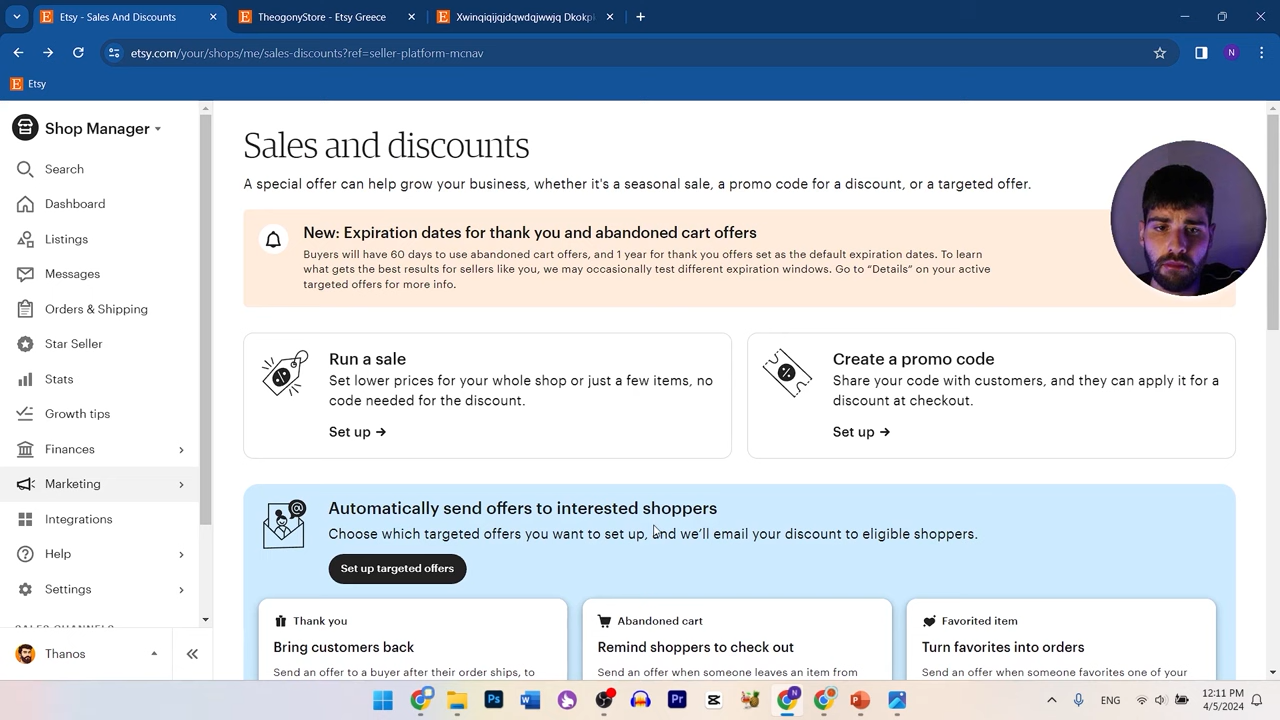 Etsy - Sales And Discounts
TheogonyStore - Etsy Greece
Xwinqiqijqjdqwdqjwwjq Dkokpl
etsy.com/your/shops/me/sales-discounts?ref=seller-platform-mcnav
N
Etsy
Shop Manager
Search
Dashboard
Listings
Messages
Orders & Shipping
Star Seller
Stats
Growth tips
Finances
Marketing
Integrations
Help
Settings
Thanos
Sales and discounts
A special offer can help grow your business, whether it's a seasonal sale, a promo code for a discount, or a targeted offer.
New: Expiration dates for thank you and abandoned cart offers
Buyers will have 60 days to use abandoned cart offers, and 1 year for thank you offers set as the default expiration dates. To learn
what gets the best results for sellers like you, we may occasionally test different expiration windows. Go to “Details” on your active
targeted offers for more info.
Run a sale
Set lower prices for your whole shop or just a few items, no
code needed for the discount.
Set up →
Create a promo code
Share your code with customers, and they can apply it for a
discount at checkout.
Set up →
Automatically send offers to interested shoppers
Choose which targeted offers you want to set up, and we’ll email your discount to eligible shoppers.
Set up targeted offers
Thank you
Bring customers back
Send an offer to a buyer after their order ships, to
Abandoned cart
Remind shoppers to check out
Send an offer when someone leaves an item from
Favorited item
Turn favorites into orders
Send an offer when someone favorites one of your
ENG
12:11 PM
4/5/2024